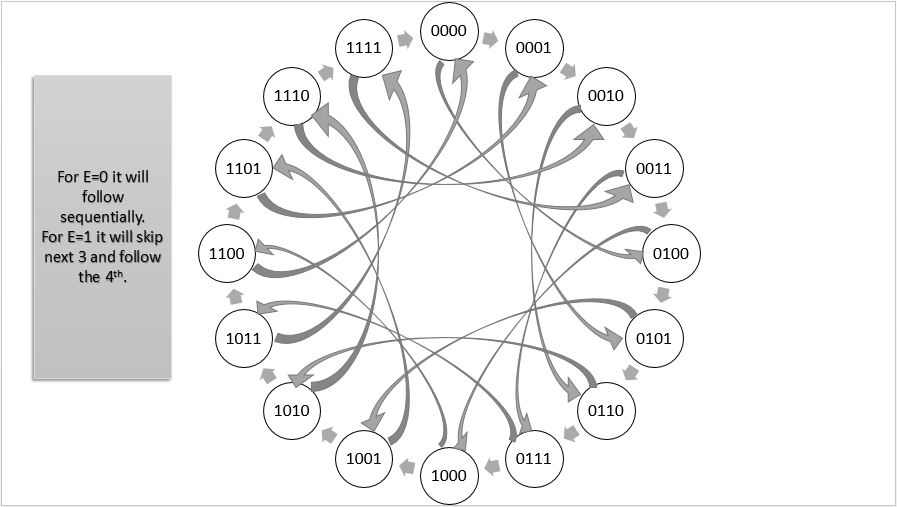 0000
0001
0010
0011
0100
0101
0110
0111
1000
1001
1010
1011
1100
1101
1110
1111
For E=0 it will
follow
sequentially.
For E=1 it will skip
next 3 and follow
the 4th.